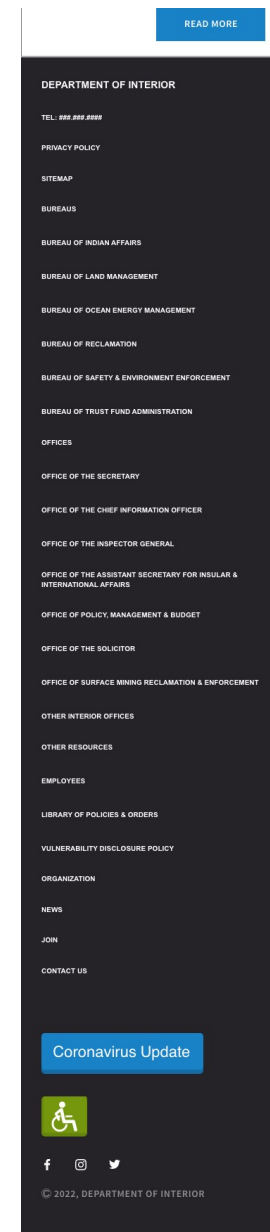 READ MORE
DEPARTMENT OF INTERIOR
TEL: ###.###.####
PRIVACY POLICY
SITEMAP
BUREAUS
BUREAU OF INDIAN AFFAIRS
BUREAU OF LAND MANAGEMENT
BUREAU OF OCEAN ENERGY MANAGEMENT
BUREAU OF RECLAMATION
BUREAU OF SAFETY & ENVIRONMENT ENFORCEMENT
BUREAU OF TRUST FUND ADMINISTRATION
OFFICES
OFFICE OF THE SECRETARY
OFFICE OF THE CHIEF INFORMATION OFFICER
OFFICE OF THE INSPECTOR GENERAL
OFFICE OF THE ASSISTANT SECRETARY FOR INSULAR &
INTERNATIONAL AFFAIRS
OFFICE OF POLICY, MANAGEMENT & BUDGET
OFFICE OF THE SOLICITOR
OFFICE OF SURFACE MINING RECLAMATION & ENFORCEMENT
OTHER INTERIOR OFFICES
OTHER RESOURCES
EMPLOYEES
LIBRARY OF POLICIES & ORDERS
VULNERABILITY DISCLOSURE POLICY
ORGANIZATION
NEWS
JOIN
CONTACT US
Coronavirus Update
© 2022, DEPARTMENT OF INTERIOR